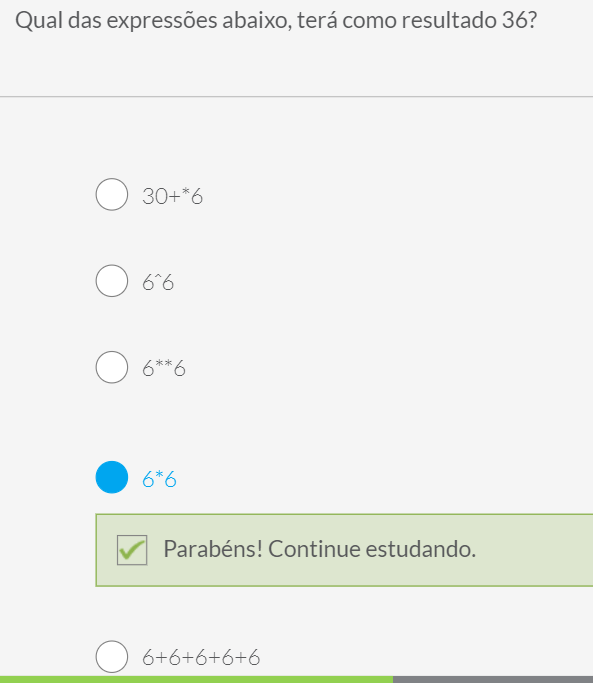 Qual das expressões abaixo, terá como resultado 36?
30+*6
6^6
6**6
6*6
Parabéns! Continue estudando.
6+6+6+6+6